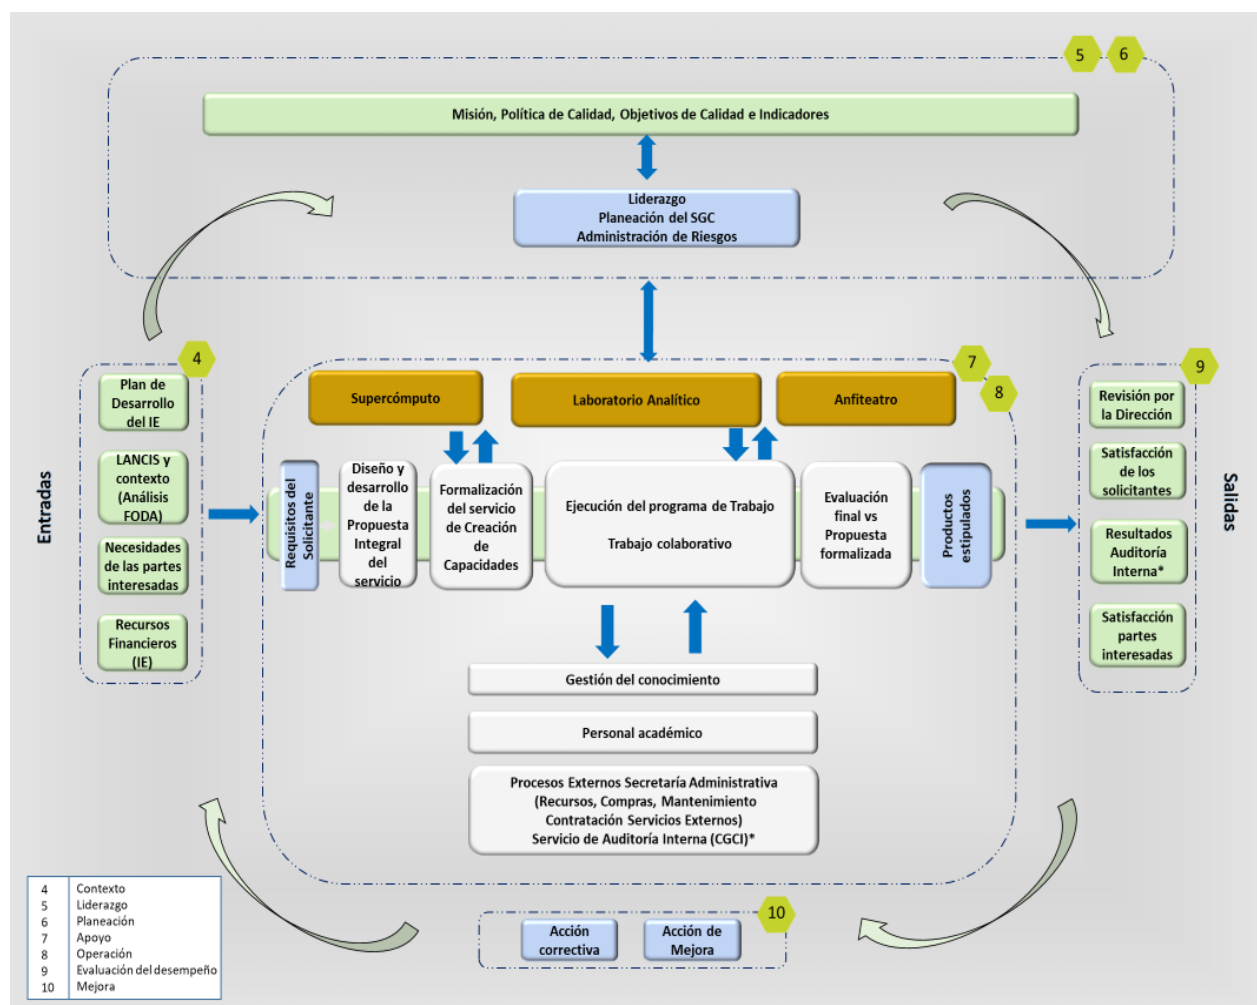 5
6
Misión, Política de Calidad, Objetivos de Calidad e Indicadores
Liderazgo
Planeación del SGC
Administración de Riesgos
Entradas
4
Plan de
Desarrollo
del IE
LANCIS y
contexto
(Análisis
FODA)
Necesidades
de las partes
interesadas
Recursos
Financieros
(IE)
7
8
Supercómputo
Laboratorio Analítico
Anfiteatro
Requisitos del
Solicitante
Diseño y
desarrollo
de la
Propuesta
Integral
del
servicio
Formalización
del servicio
de Creación
de
Capacidades
Ejecución del programa de Trabajo
Trabajo colaborativo
Evaluación
final vs
Propuesta
formalizada
Productos
estipulados
Gestión del conocimiento
Personal académico
Procesos Externos Secretaría Administrativa
(Recursos, Compras, Mantenimiento
Contratación Servicios Externos)
Servicio de Auditoría Interna (CGCI)*
9
Revisión por
la Dirección
Satisfacción
de los
solicitantes
Resultados
Auditoría
Interna*
Satisfacción
partes
interesadas
Salidas
10
Acción
correctiva
Acción de
Mejora
4 Contexto
5 Liderazgo
6 Planeación
7 Apoyo
8 Operación
9 Evaluación del desempeño
10 Mejora